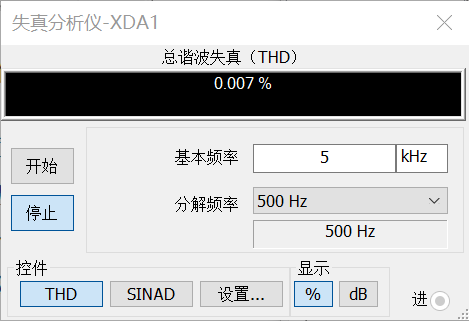 失真分析仪-XDA1
总谐波失真（THD）
0.007 %
开始
停止
基本频率 5 kHz
分解频率 500 Hz
500 Hz
控件
THD SINAD 设置...
显示
% dB
进